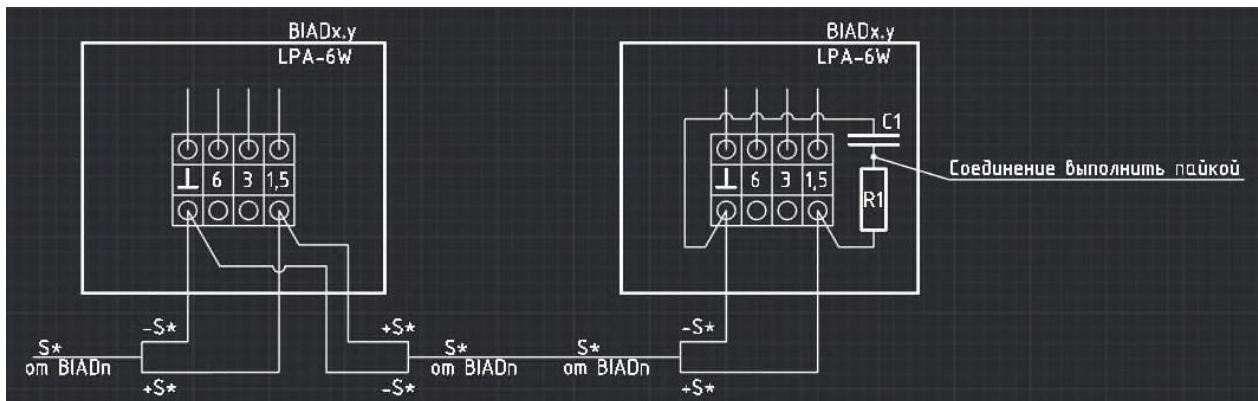 BIADx.y
LPA-6W
⊥ 6 3 1,5
-S*
+S*
S*
от BIADn
+S*
-S*
S*
от BIADn
BIADx.y
LPA-6W
C1
⊥ 6 3 1,5
R1
Соединение выполнить пайкой
S*
от BIADn
-S*
+S*